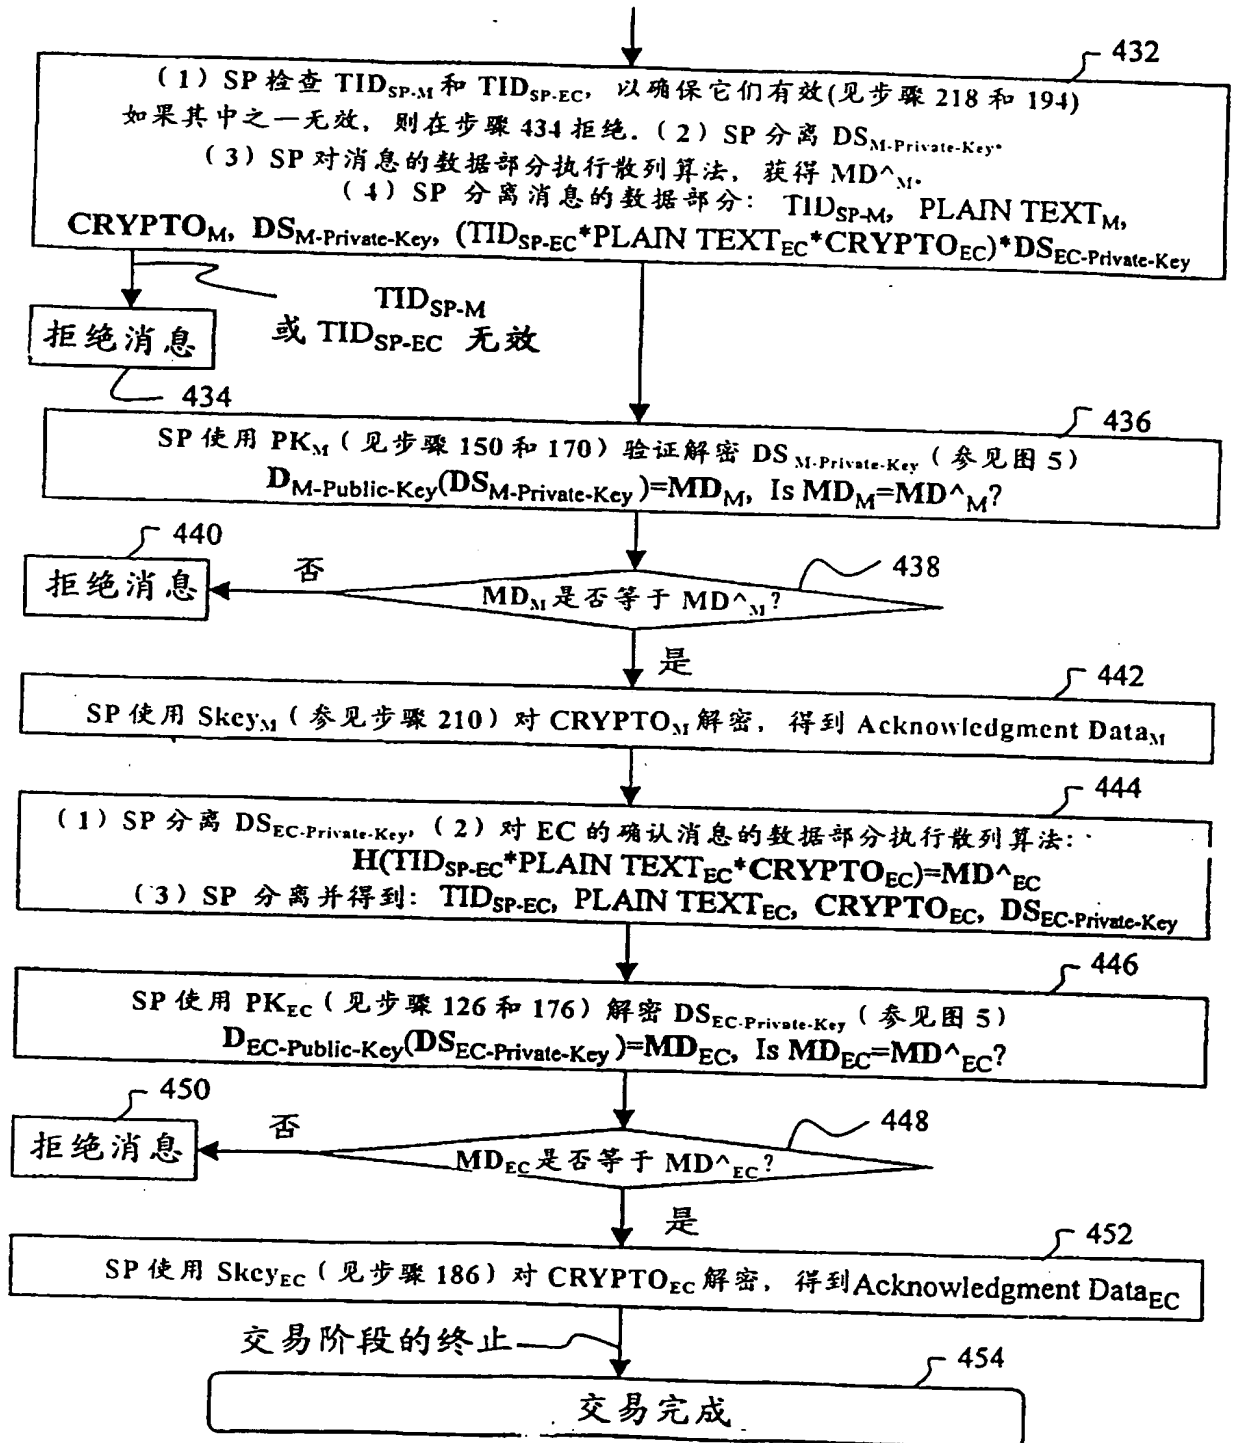 432
(1) SP 检查 TID_SP-M 和 TID_SP-EC, 以确保它们有效(见步骤 218 和 194)
如果其中之一无效, 则在步骤 434 拒绝. (2) SP 分离 DS_M-Private-Key.
(3) SP 对消息的数据部分执行散列算法, 获得 MD^_M.
(4) SP 分离消息的数据部分: TID_SP-M, PLAIN TEXT_M,
CRYPTO_M, DS_M-Private-Key, (TID_SP-EC*PLAIN TEXT_EC*CRYPTO_EC)*DS_EC-Private-Key
TID_SP-M
或 TID_SP-EC 无效
拒绝消息
434
436
SP 使用 PK_M (见步骤 150 和 170) 验证解密 DS_M-Private-Key (参见图 5)
D_M-Public-Key(DS_M-Private-Key)=MD_M, Is MD_M=MD^_M?
440
拒绝消息
否
438
MD_M 是否等于 MD^_M?
是
442
SP 使用 Skey_M (参见步骤 210) 对 CRYPTO_M 解密, 得到 Acknowledgment Data_M
444
(1) SP 分离 DS_EC-Private-Key, (2) 对 EC 的确认消息的数据部分执行散列算法:
H(TID_SP-EC*PLAIN TEXT_EC*CRYPTO_EC)=MD^_EC
(3) SP 分离并得到: TID_SP-EC, PLAIN TEXT_EC, CRYPTO_EC, DS_EC-Private-Key
446
SP 使用 PK_EC (见步骤 126 和 176) 解密 DS_EC-Private-Key (参见图 5)
D_EC-Public-Key(DS_EC-Private-Key)=MD_EC, Is MD_EC=MD^_EC?
450
拒绝消息
否
448
MD_EC 是否等于 MD^_EC?
是
452
SP 使用 Skey_EC (见步骤 186) 对 CRYPTO_EC 解密, 得到 Acknowledgment Data_EC
交易阶段的终止
454
交易完成